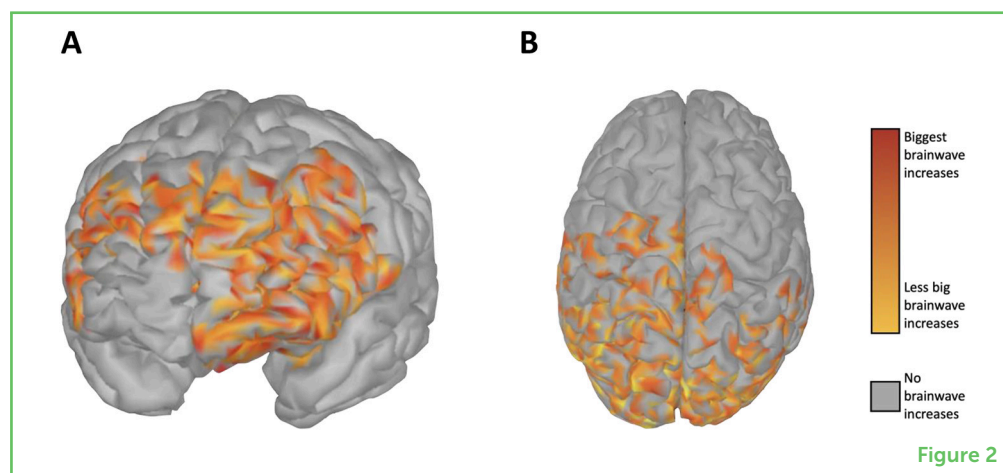 A
B
Biggest
brainwave
increases
Less big
brainwave
increases
No
brainwave
increases
Figure 2